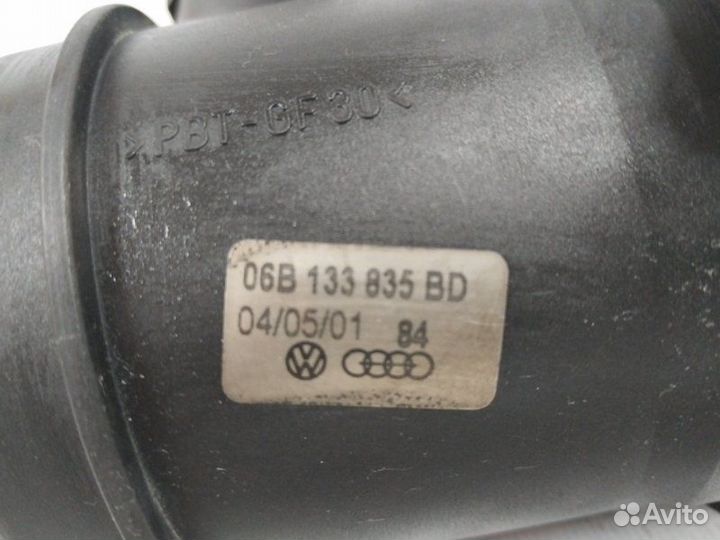 >PBT-GF30<
06B 133 835 BD
04/05/01 84
Avito